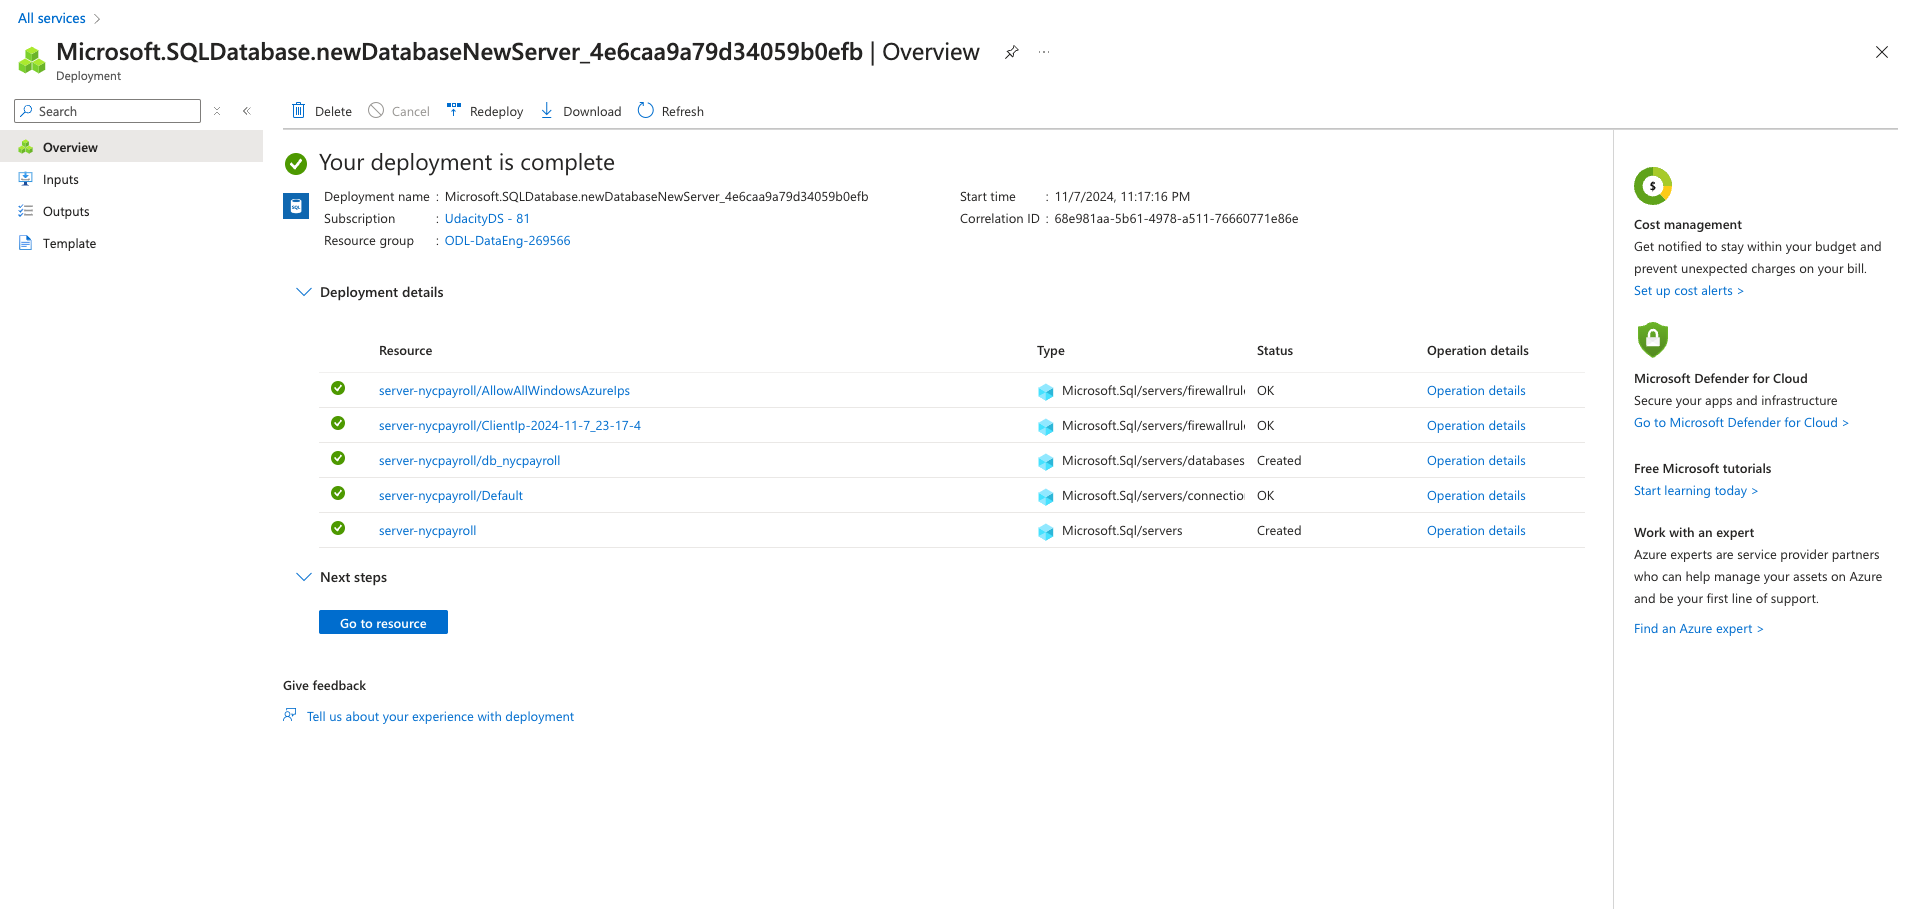 All services
Microsoft.SQLDatabase.newDatabaseNewServer_4e6caa9a79d34059b0efb | Overview
Deployment
Search
Delete
Cancel
Redeploy
Download
Refresh
Overview
Inputs
Outputs
Template
Your deployment is complete
Deployment name : Microsoft.SQLDatabase.newDatabaseNewServer_4e6caa9a79d34059b0efb
Subscription : UdacityDS - 81
Resource group : ODL-DataEng-269566
Start time : 11/7/2024, 11:17:16 PM
Correlation ID : 68e981aa-5b61-4978-a511-76660771e86e
Deployment details
Resource Type Status Operation details
server-nycpayroll/AllowAllWindowsAzureIps Microsoft.Sql/servers/firewallrul OK Operation details
server-nycpayroll/ClientIp-2024-11-7_23-17-4 Microsoft.Sql/servers/firewallrul OK Operation details
server-nycpayroll/db_nycpayroll Microsoft.Sql/servers/databases Created Operation details
server-nycpayroll/Default Microsoft.Sql/servers/connectio OK Operation details
server-nycpayroll Microsoft.Sql/servers Created Operation details
Next steps
Go to resource
Give feedback
Tell us about your experience with deployment
$
Cost management
Get notified to stay within your budget and
prevent unexpected charges on your bill.
Set up cost alerts >
Microsoft Defender for Cloud
Secure your apps and infrastructure
Go to Microsoft Defender for Cloud >
Free Microsoft tutorials
Start learning today >
Work with an expert
Azure experts are service provider partners
who can help manage your assets on Azure
and be your first line of support.
Find an Azure expert >